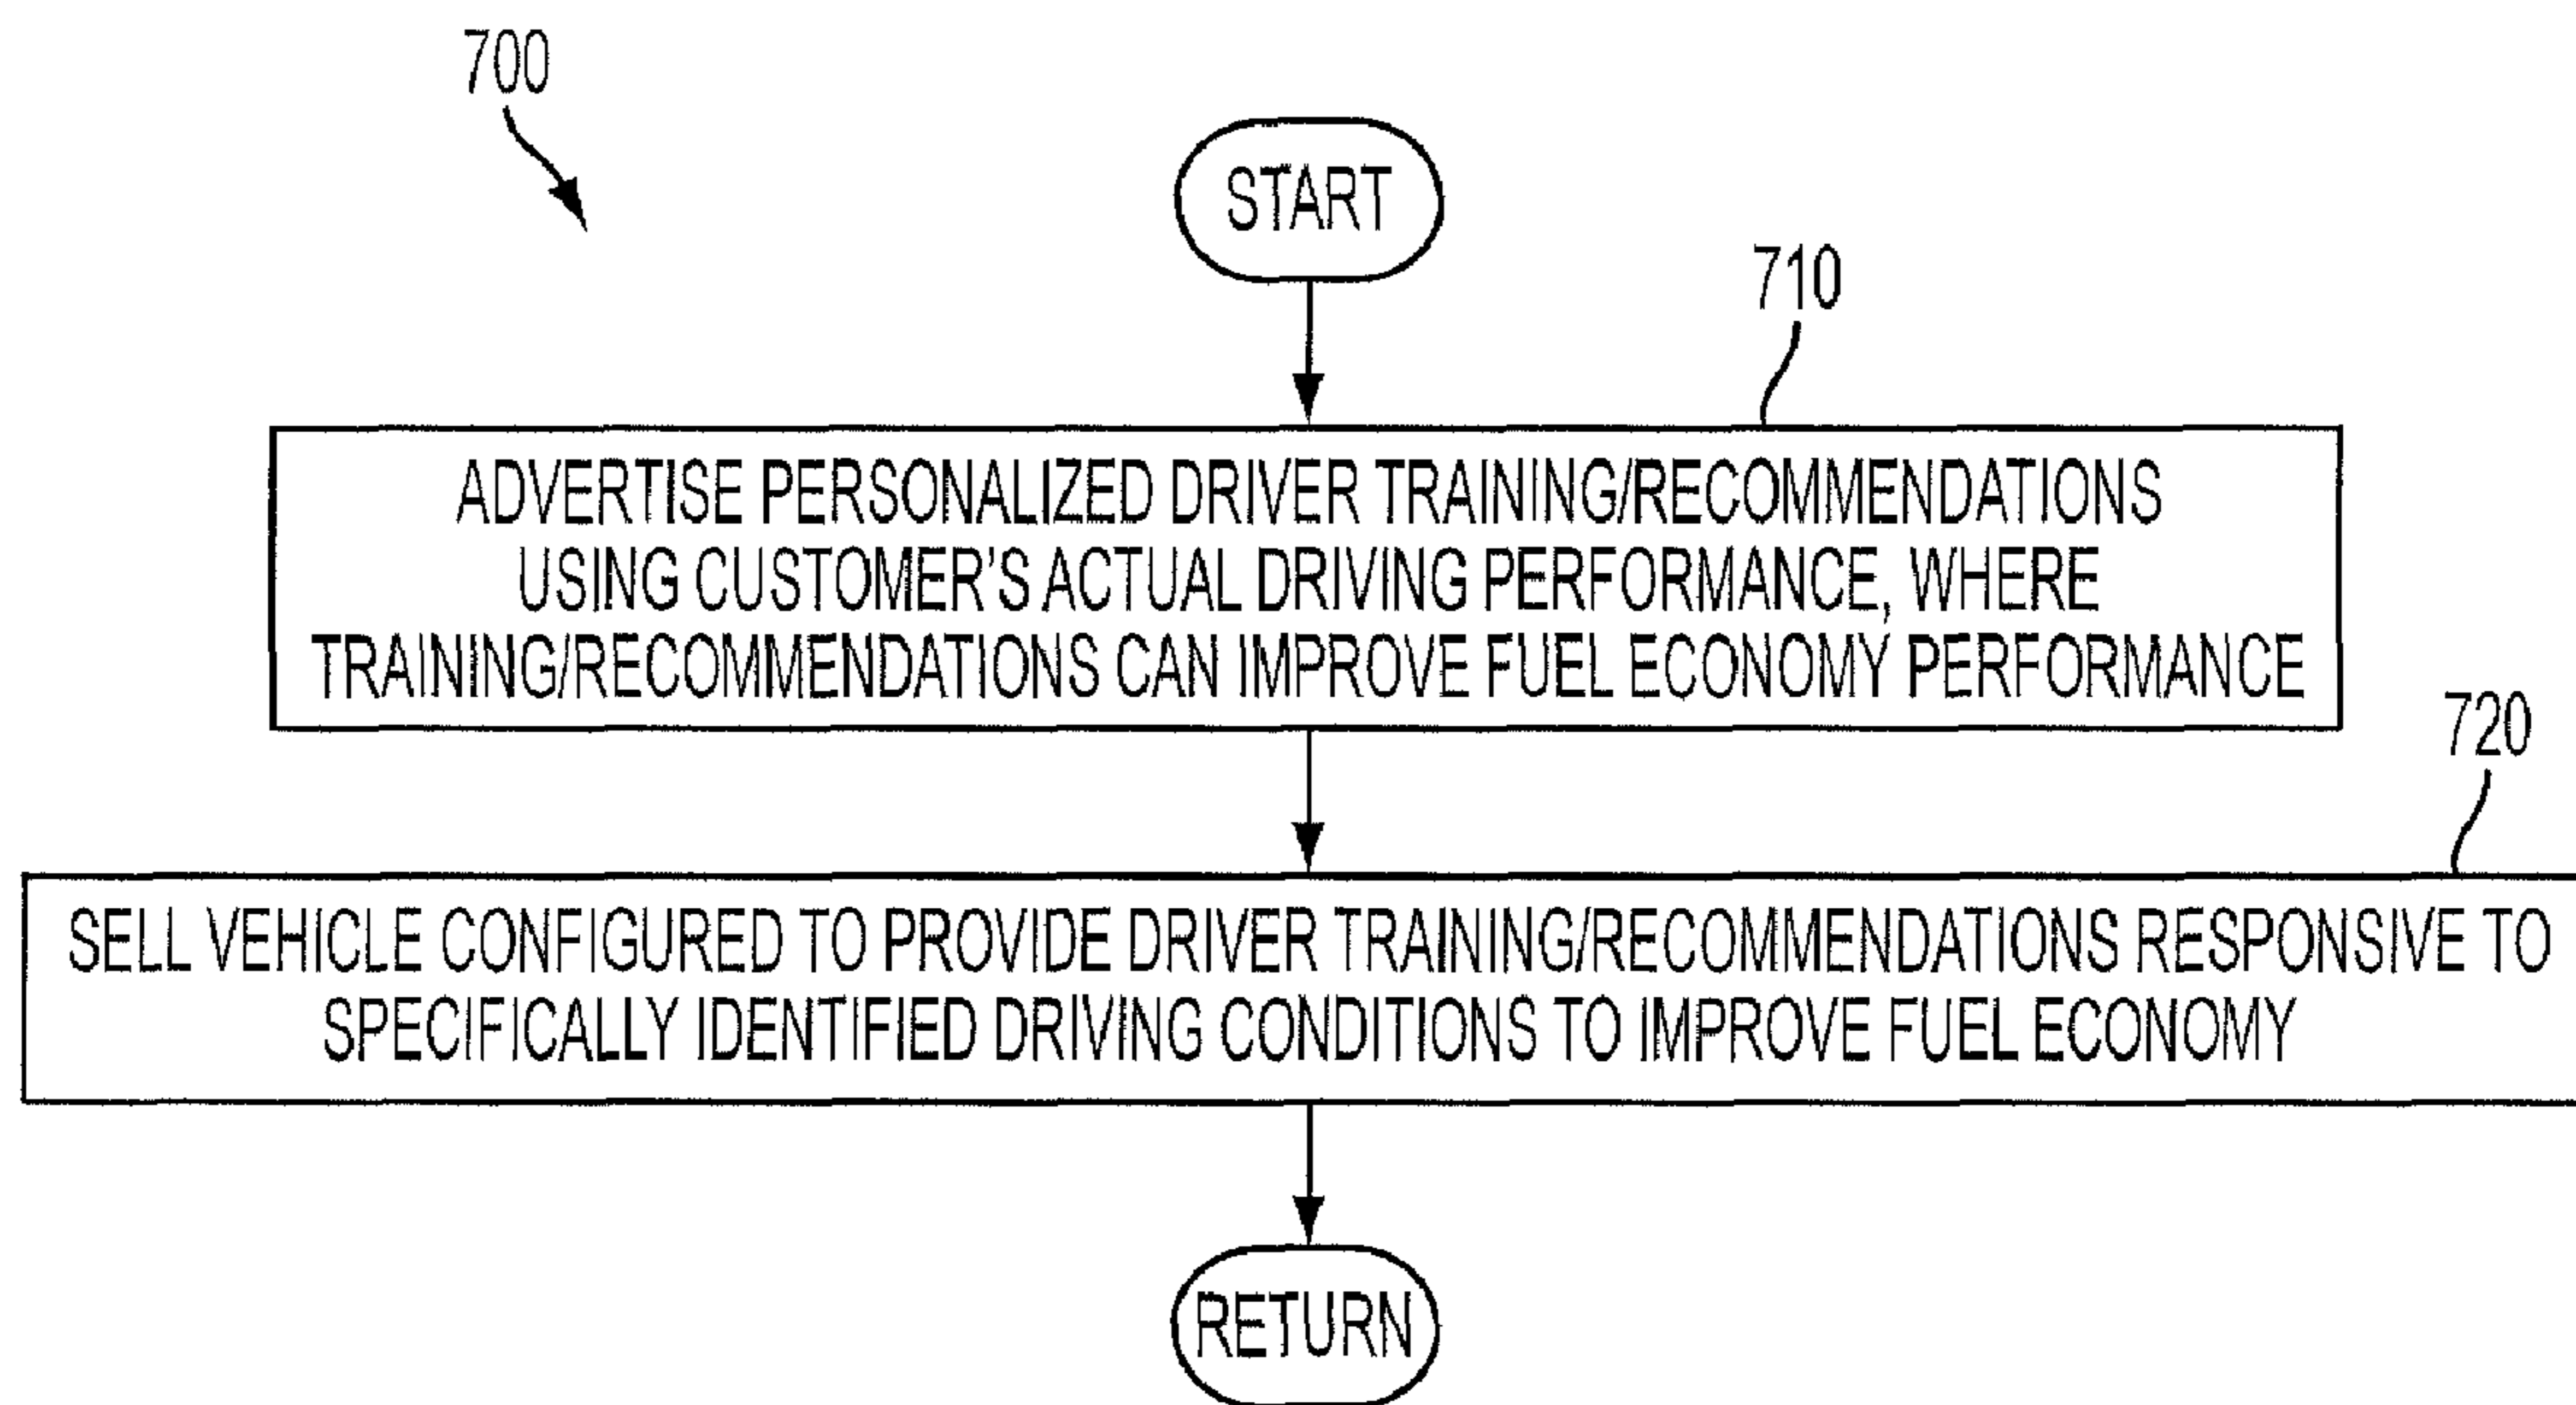 700
START
710
ADVERTISE PERSONALIZED DRIVER TRAINING/RECOMMENDATIONS
USING CUSTOMER'S ACTUAL DRIVING PERFORMANCE, WHERE
TRAINING/RECOMMENDATIONS CAN IMPROVE FUEL ECONOMY PERFORMANCE
720
SELL VEHICLE CONFIGURED TO PROVIDE DRIVER TRAINING/RECOMMENDATIONS RESPONSIVE TO
SPECIFICALLY IDENTIFIED DRIVING CONDITIONS TO IMPROVE FUEL ECONOMY
RETURN